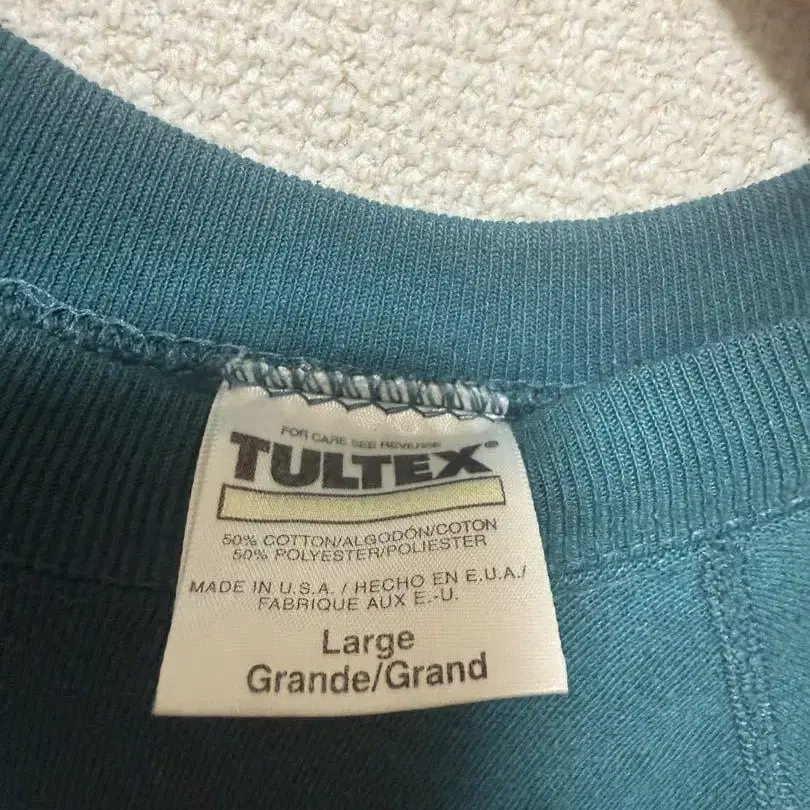 FOR CARE SEE REVERSE
TULTEX®
50% COTTON/ALGODÓN/COTON
50% POLYESTER/POLIESTER
MADE IN U.S.A. / HECHO EN E.U.A./
FABRIQUE AUX E.-U.
Large
Grande/Grand